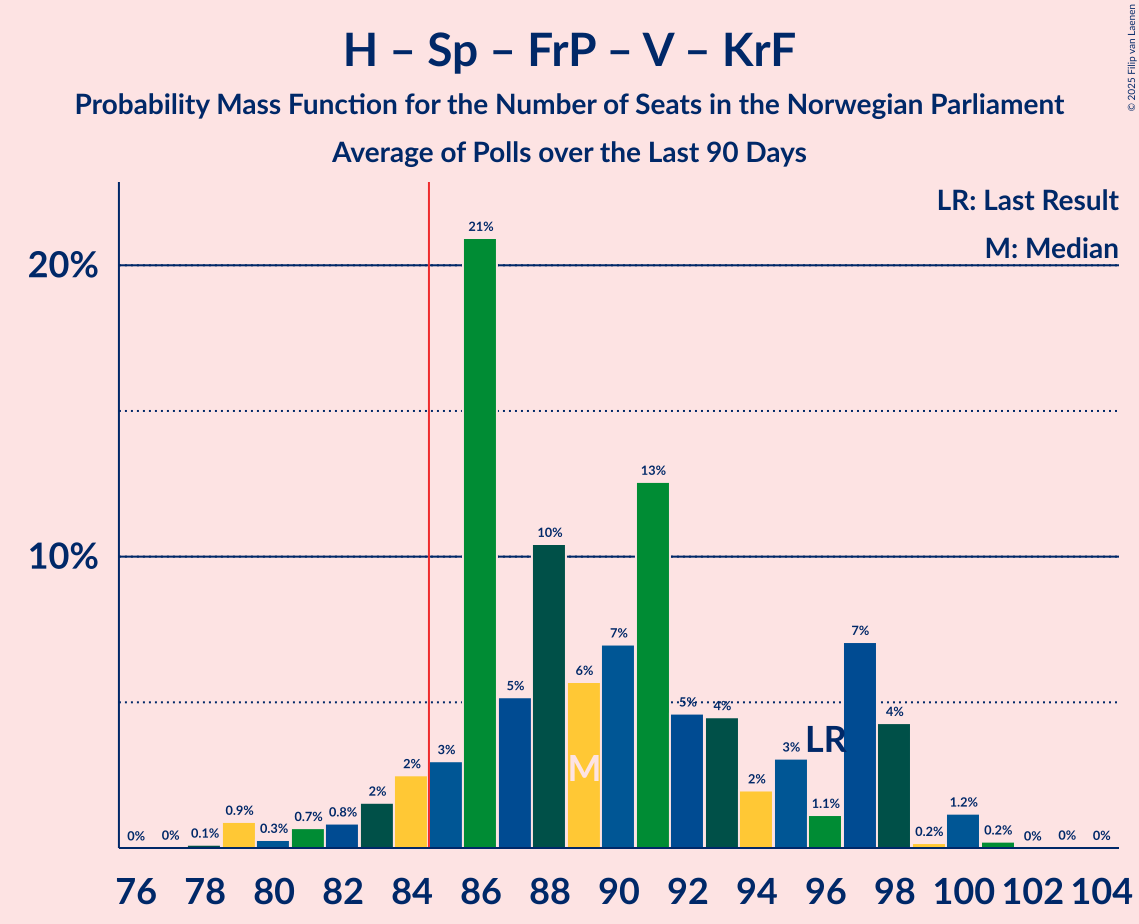 H – Sp – FrP – V – KrF
Probability Mass Function for the Number of Seats in the Norwegian Parliament
Average of Polls over the Last 90 Days
© 2025 Filip van Laenen
LR: Last Result
M: Median
20%
10%
0% 0% 0.1% 0.9% 0.3% 0.7% 0.8% 2% 2% 3% 21% 5% 10% 6% 7% 13% 5% 4% 2% 3% 1.1% 7% 4% 0.2% 1.2% 0.2% 0% 0% 0%
M
LR
76 78 80 82 84 86 88 90 92 94 96 98 100 102 104